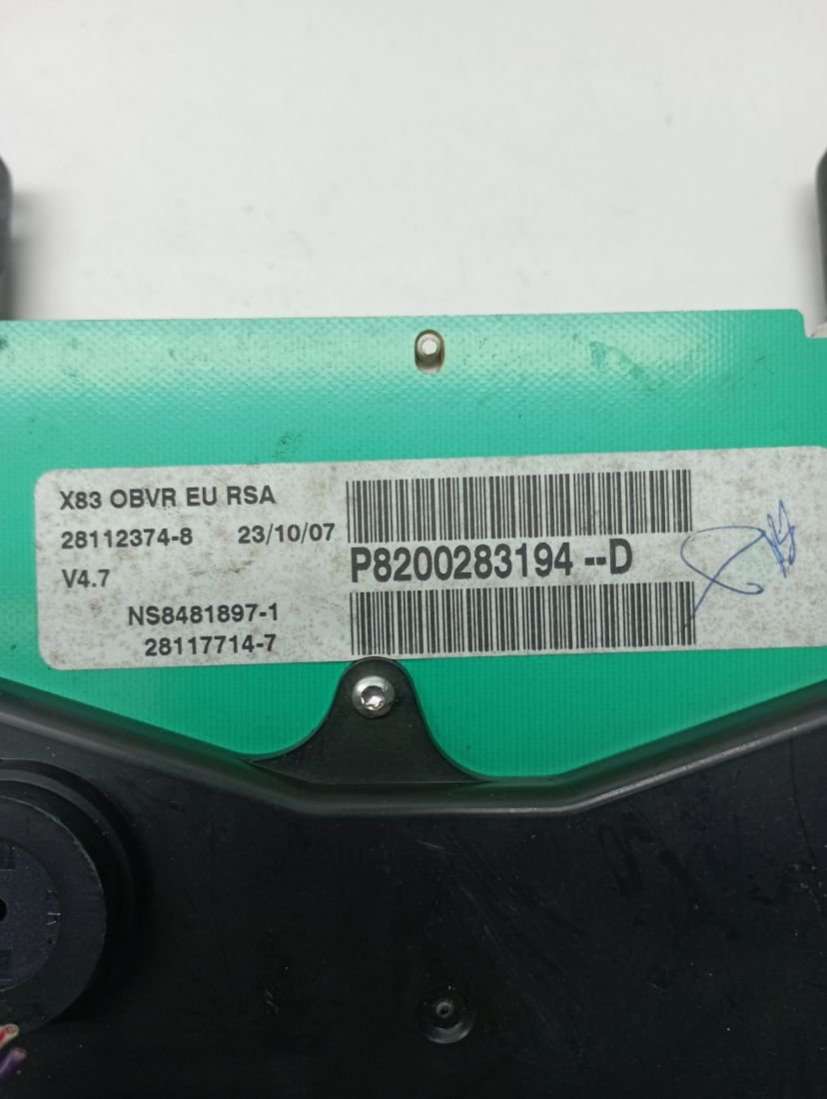 X83 OBVR EU RSA
28112374-8 23/10/07
V4.7
NS8481897-1
28117714-7
P8200283194--D